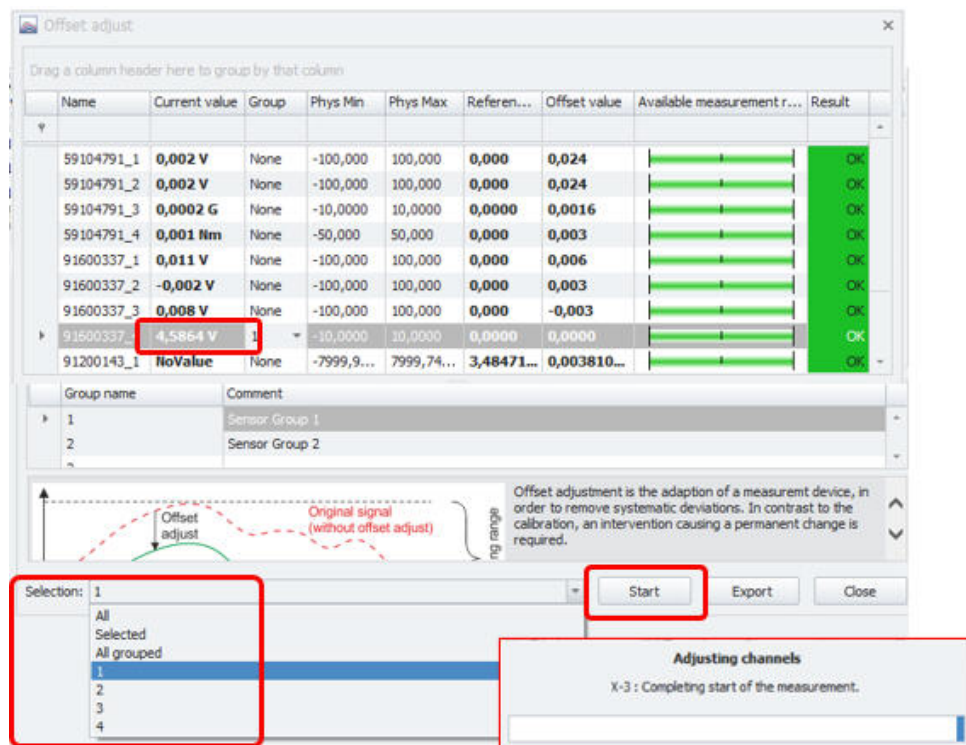 Offset adjust
Drag a column header here to group by that column
Name Current value Group Phys Min Phys Max Referen... Offset value Available measurement r... Result
59104791_1 0,002 V None -100,000 100,000 0,000 0,024 OK
59104791_2 0,002 V None -100,000 100,000 0,000 0,024 OK
59104791_3 0,0002 G None -10,0000 10,0000 0,0000 0,0016 OK
59104791_4 0,001 Nm None -50,000 50,000 0,000 0,003 OK
91600337_1 0,011 V None -100,000 100,000 0,000 0,006 OK
91600337_2 -0,002 V None -100,000 100,000 0,000 0,003 OK
91600337_3 0,008 V None -100,000 100,000 0,000 -0,003 OK
91600337_ 4,5864 V 1 -10,0000 10,0000 0,0000 0,0000 OK
91200143_1 NoValue None -7999,9... 7999,74... 3,48471... 0,003810... OK
Group name Comment
1 Sensor Group 1
2 Sensor Group 2
Offset
adjust
Original signal
(without offset adjust)
ng range
Offset adjustment is the adaption of a measuremt device, in
order to remove systematic deviations. In contrast to the
calibration, an intervention causing a permanent change is
required.
Selection: 1 Start Export Close
All
Selected
All grouped
1
2
3
4
Adjusting channels
X-3 : Completing start of the measurement.